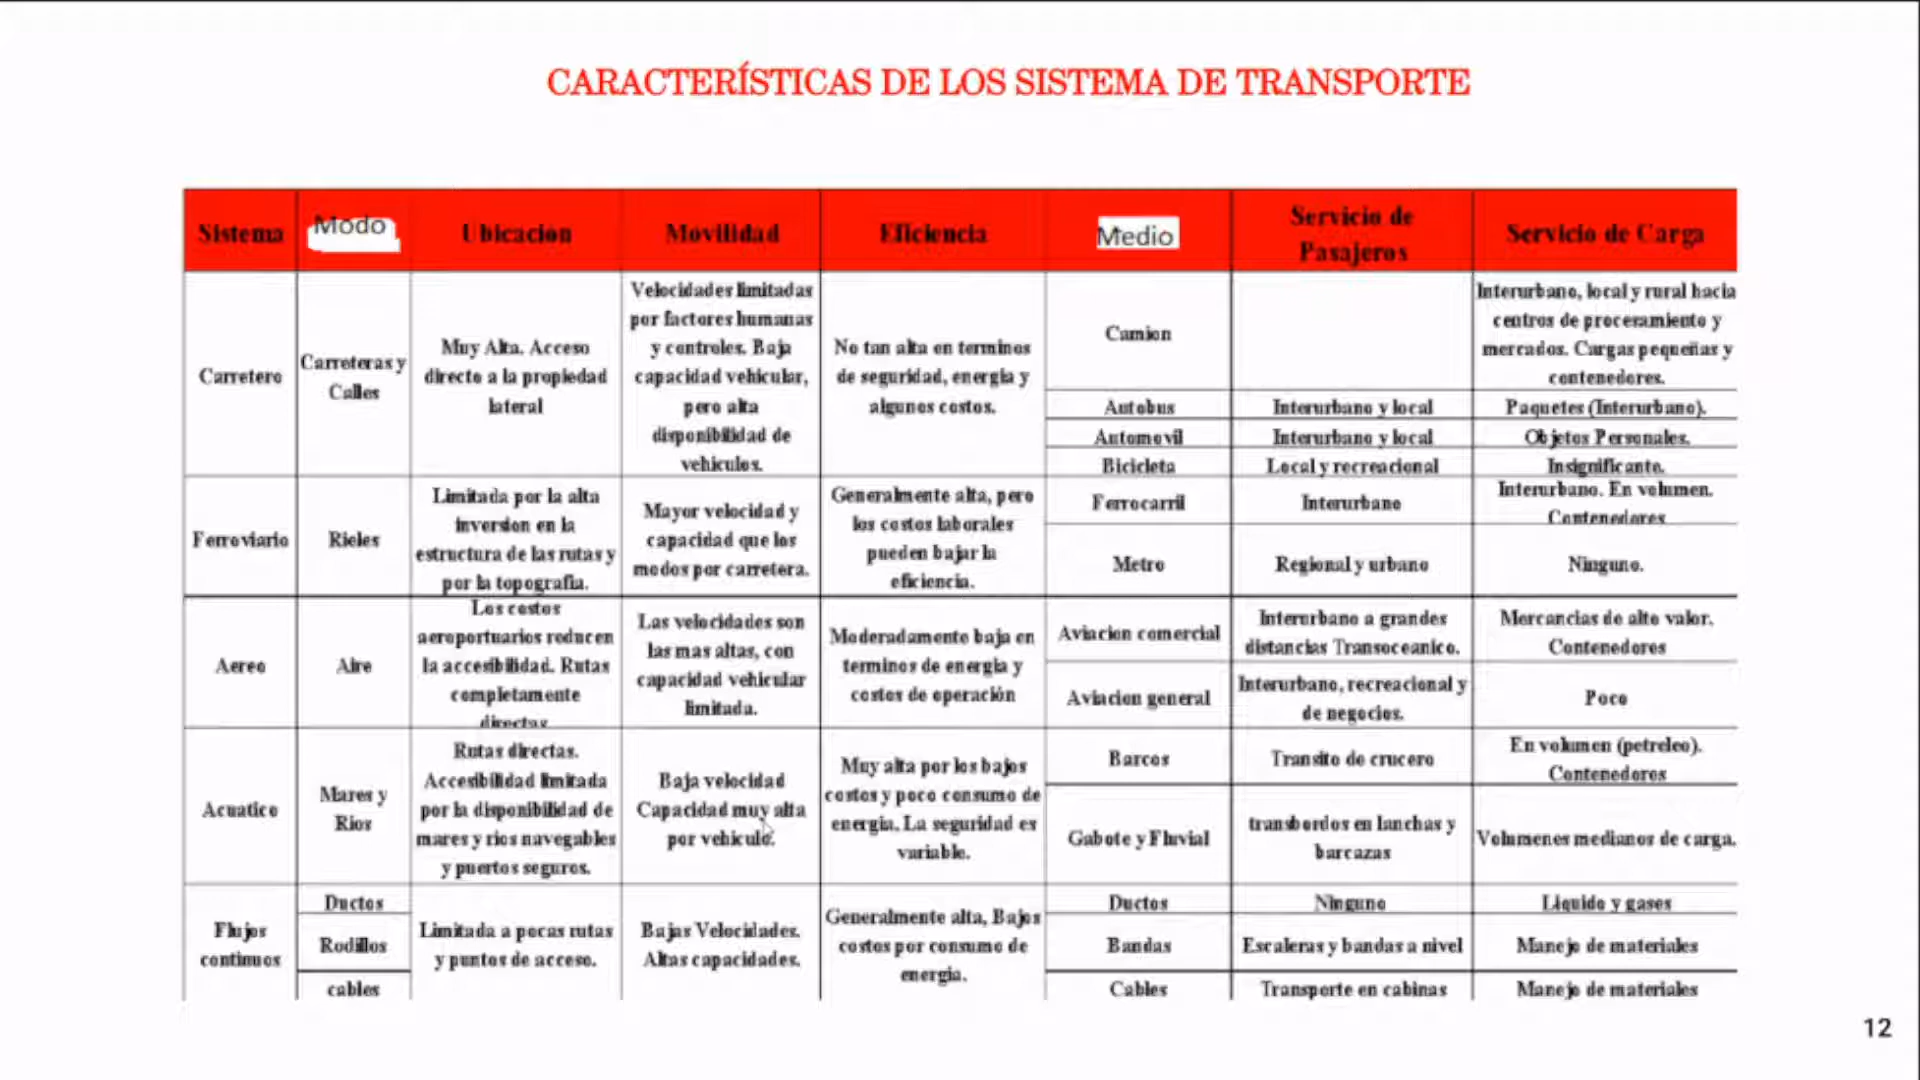 CARACTERÍSTICAS DE LOS SISTEMA DE TRANSPORTE
Sistema
Modo
Ubicacion
Movilidad
Eficiencia
Medio
Servicio de
Pasajeros
Servicio de Carga
Carretero
Carreteras y
Calles
Muy Alta. Acceso
directo a la propiedad
lateral
Velocidades limitadas
por factores humanas
y controles. Baja
capacidad vehicular,
pero alta
disponibilidad de
vehiculos.
No tan alta en terminos
de seguridad, energia y
algunos costos.
Camion
Interurbano, local y rural hacia
centros de procesamiento y
mercados. Cargas pequeñas y
contenedores.
Autobus
Interurbano y local
Paquetes (Interurbano).
Automovil
Interurbano y local
Objetos Personales.
Bicicleta
Local y recreacional
Insignificante.
Ferroviario
Rieles
Limitada por la alta
inversion en la
estructura de las rutas y
por la topografia.
Mayor velocidad y
capacidad que los
modos por carretera.
Generalmente alta, pero
los costos laborales
pueden bajar la
eficiencia.
Ferrocarril
Interurbano
Interurbano. En volumen.
Contenedores
Metro
Regional y urbano
Ninguno.
Aereo
Aire
Los costos
aeroportuarios reducen
la accesibilidad. Rutas
completamente
directas
Las velocidades son
las mas altas, con
capacidad vehicular
limitada.
Moderadamente baja en
terminos de energia y
costos de operación
Aviacion comercial
Interurbano a grandes
distancias Transoceanico.
Mercancias de alto valor.
Contenedores
Aviacion general
Interurbano, recreacional y
de negocios.
Poco
Acuatico
Mares y
Rios
Rutas directas.
Accesibilidad limitada
por la disponibilidad de
mares y rios navegables
y puertos seguros.
Baja velocidad
Capacidad muy alta
por vehiculo.
Muy alta por los bajos
costos y poco consumo de
energia. La seguridad es
variable.
Barcos
Transito de crucero
En volumen (petroleo).
Contenedores
Gabote y Fluvial
transbordos en lanchas y
barcazas
Volumenes medianos de carga.
Flujos
continuos
Ductos
Rodillos
cables
Limitada a pocas rutas
y puntos de acceso.
Bajas Velocidades.
Altas capacidades.
Generalmente alta, Bajos
costos por consumo de
energia.
Ductos
Ninguno
Liquido y gases
Bandas
Escaleras y bandas a nivel
Manejo de materiales
Cables
Transporte en cabinas
Manejo de materiales
12